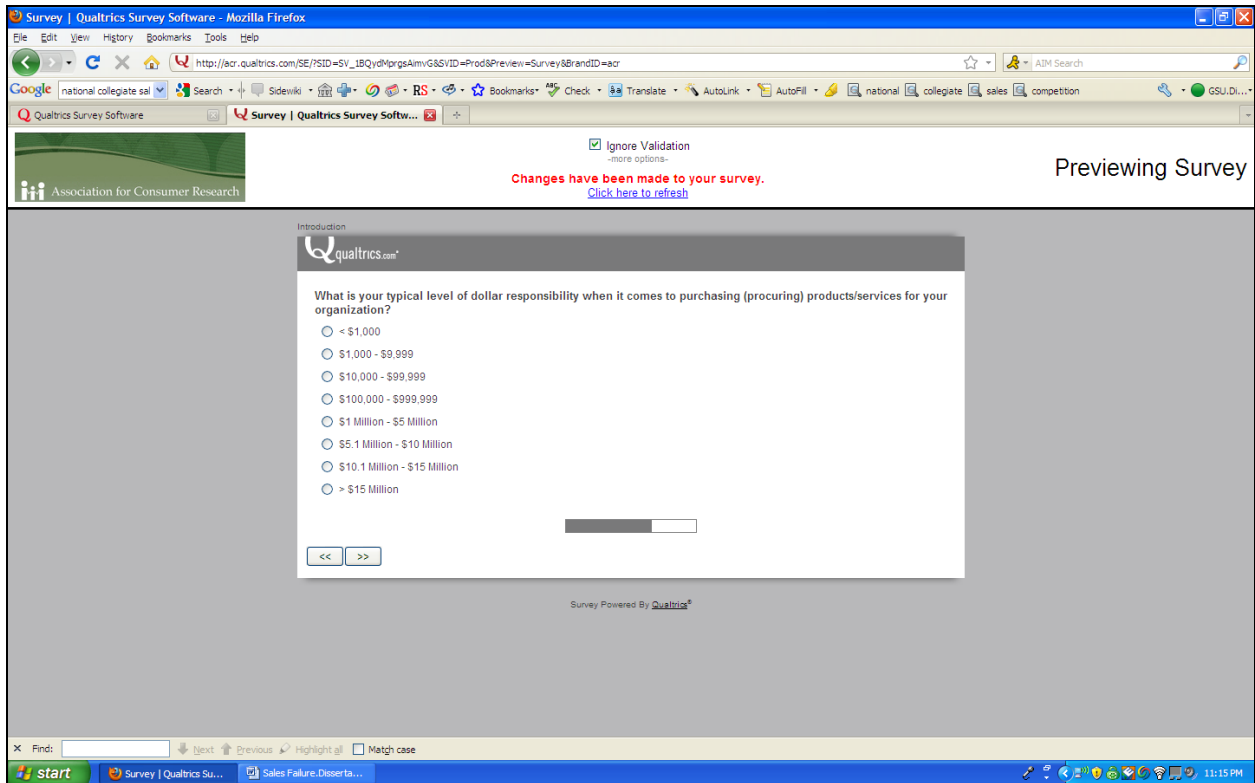 Survey | Qualtrics Survey Software - Mozilla Firefox
File Edit View History Bookmarks Tools Help
http://acr.qualtrics.com/SE/?SID=SV_1BQydMprgsAimvG&SVID=Prod&Preview=Survey&BrandID=acr
AIM Search
Google national collegiate sal Search Sidewiki RS Bookmarks Check Translate AutoLink AutoFill national collegiate sales competition GSU.Di...
Qualtrics Survey Software Survey | Qualtrics Survey Softw...
Ignore Validation
-more options-
Changes have been made to your survey.
Click here to refresh
Previewing Survey
Association for Consumer Research
Introduction
qualtrics.com
What is your typical level of dollar responsibility when it comes to purchasing (procuring) products/services for your
organization?
< $1,000
$1,000 - $9,999
$10,000 - $99,999
$100,000 - $999,999
$1 Million - $5 Million
$5.1 Million - $10 Million
$10.1 Million - $15 Million
> $15 Million
<< >>
Survey Powered By Qualtrics®
× Find: Next Previous Highlight all Match case
start Survey | Qualtrics Su... Sales Failure.Disserta... 11:15 PM